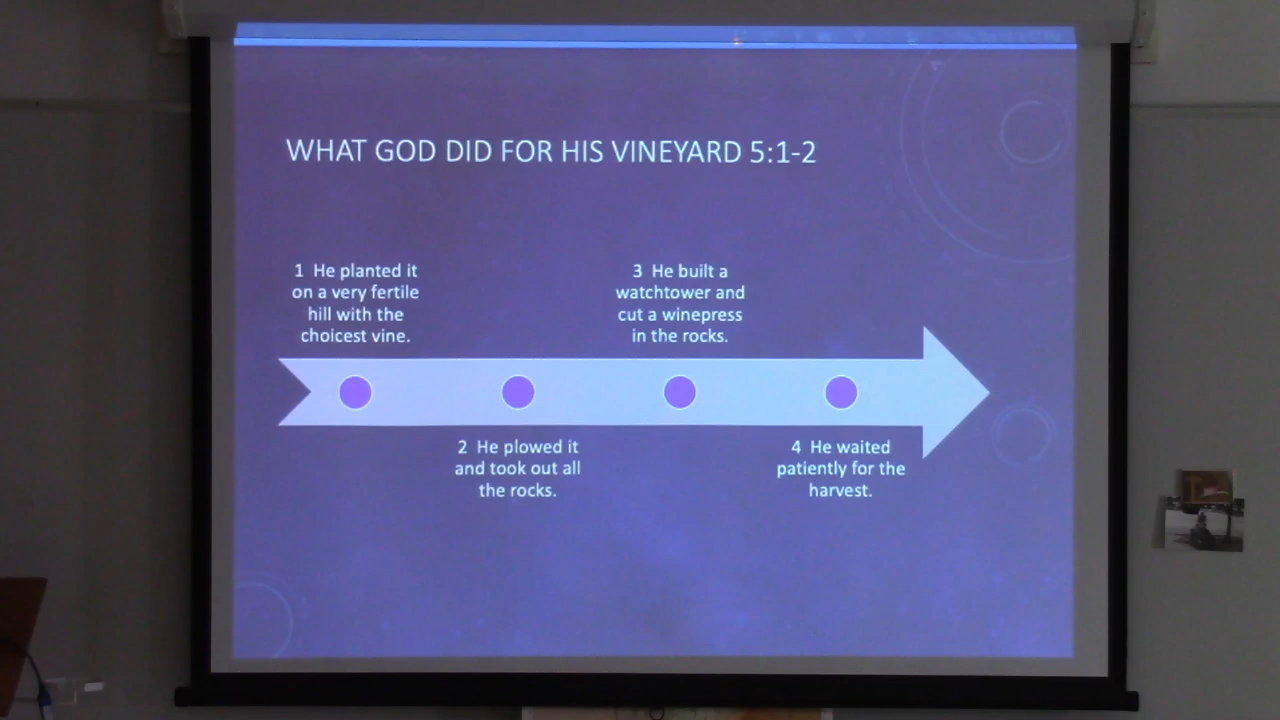 WHAT GOD DID FOR HIS VINEYARD 5:1-2
1 He planted it
on a very fertile
hill with the
choicest vine.
2 He plowed it
and took out all
the rocks.
3 He built a
watchtower and
cut a winepress
in the rocks.
4 He waited
patiently for the
harvest.